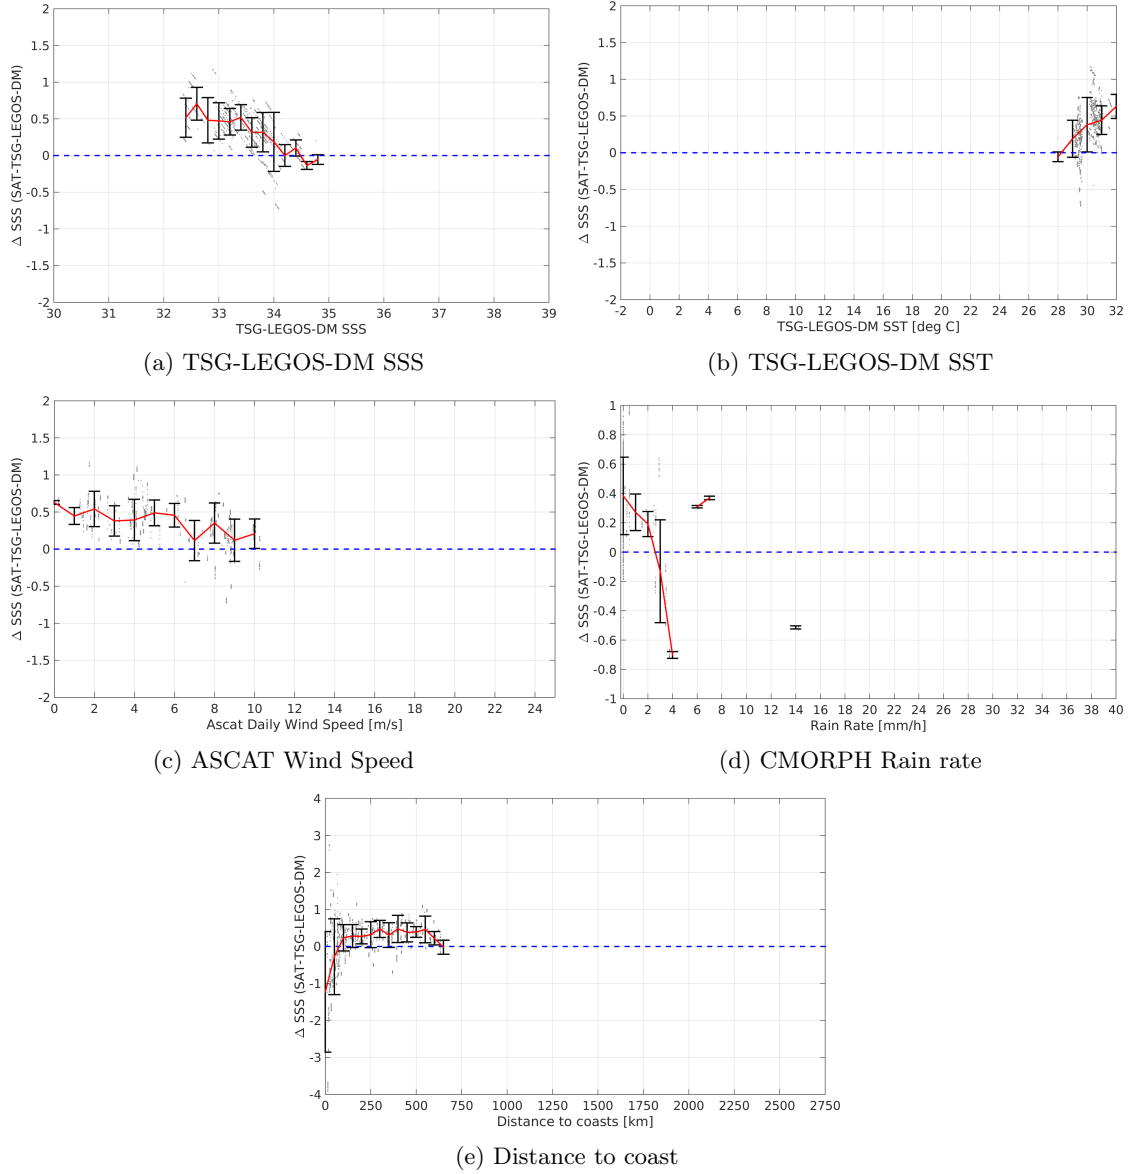 2
1.5
1
0.5
0
-0.5
-1
-1.5
-2
Δ SSS (SAT-TSG-LEGOS-DM)
30 31 32 33 34 35 36 37 38 39
TSG-LEGOS-DM SSS
(a) TSG-LEGOS-DM SSS
2
1.5
1
0.5
0
-0.5
-1
-1.5
-2
Δ SSS (SAT-TSG-LEGOS-DM)
-2 0 2 4 6 8 10 12 14 16 18 20 22 24 26 28 30 32
TSG-LEGOS-DM SST [deg C]
(b) TSG-LEGOS-DM SST
2
1.5
1
0.5
0
-0.5
-1
-1.5
-2
Δ SSS (SAT-TSG-LEGOS-DM)
0 2 4 6 8 10 12 14 16 18 20 22 24
Ascat Daily Wind Speed [m/s]
(c) ASCAT Wind Speed
1
0.8
0.6
0.4
0.2
0
-0.2
-0.4
-0.6
-0.8
-1
Δ SSS (SAT-TSG-LEGOS-DM)
0 2 4 6 8 10 12 14 16 18 20 22 24 26 28 30 32 34 36 38 40
Rain Rate [mm/h]
(d) CMORPH Rain rate
4
3
2
1
0
-1
-2
-3
-4
Δ SSS (SAT-TSG-LEGOS-DM)
0 250 500 750 1000 1250 1500 1750 2000 2250 2500 2750
Distance to coasts [km]
(e) Distance to coast